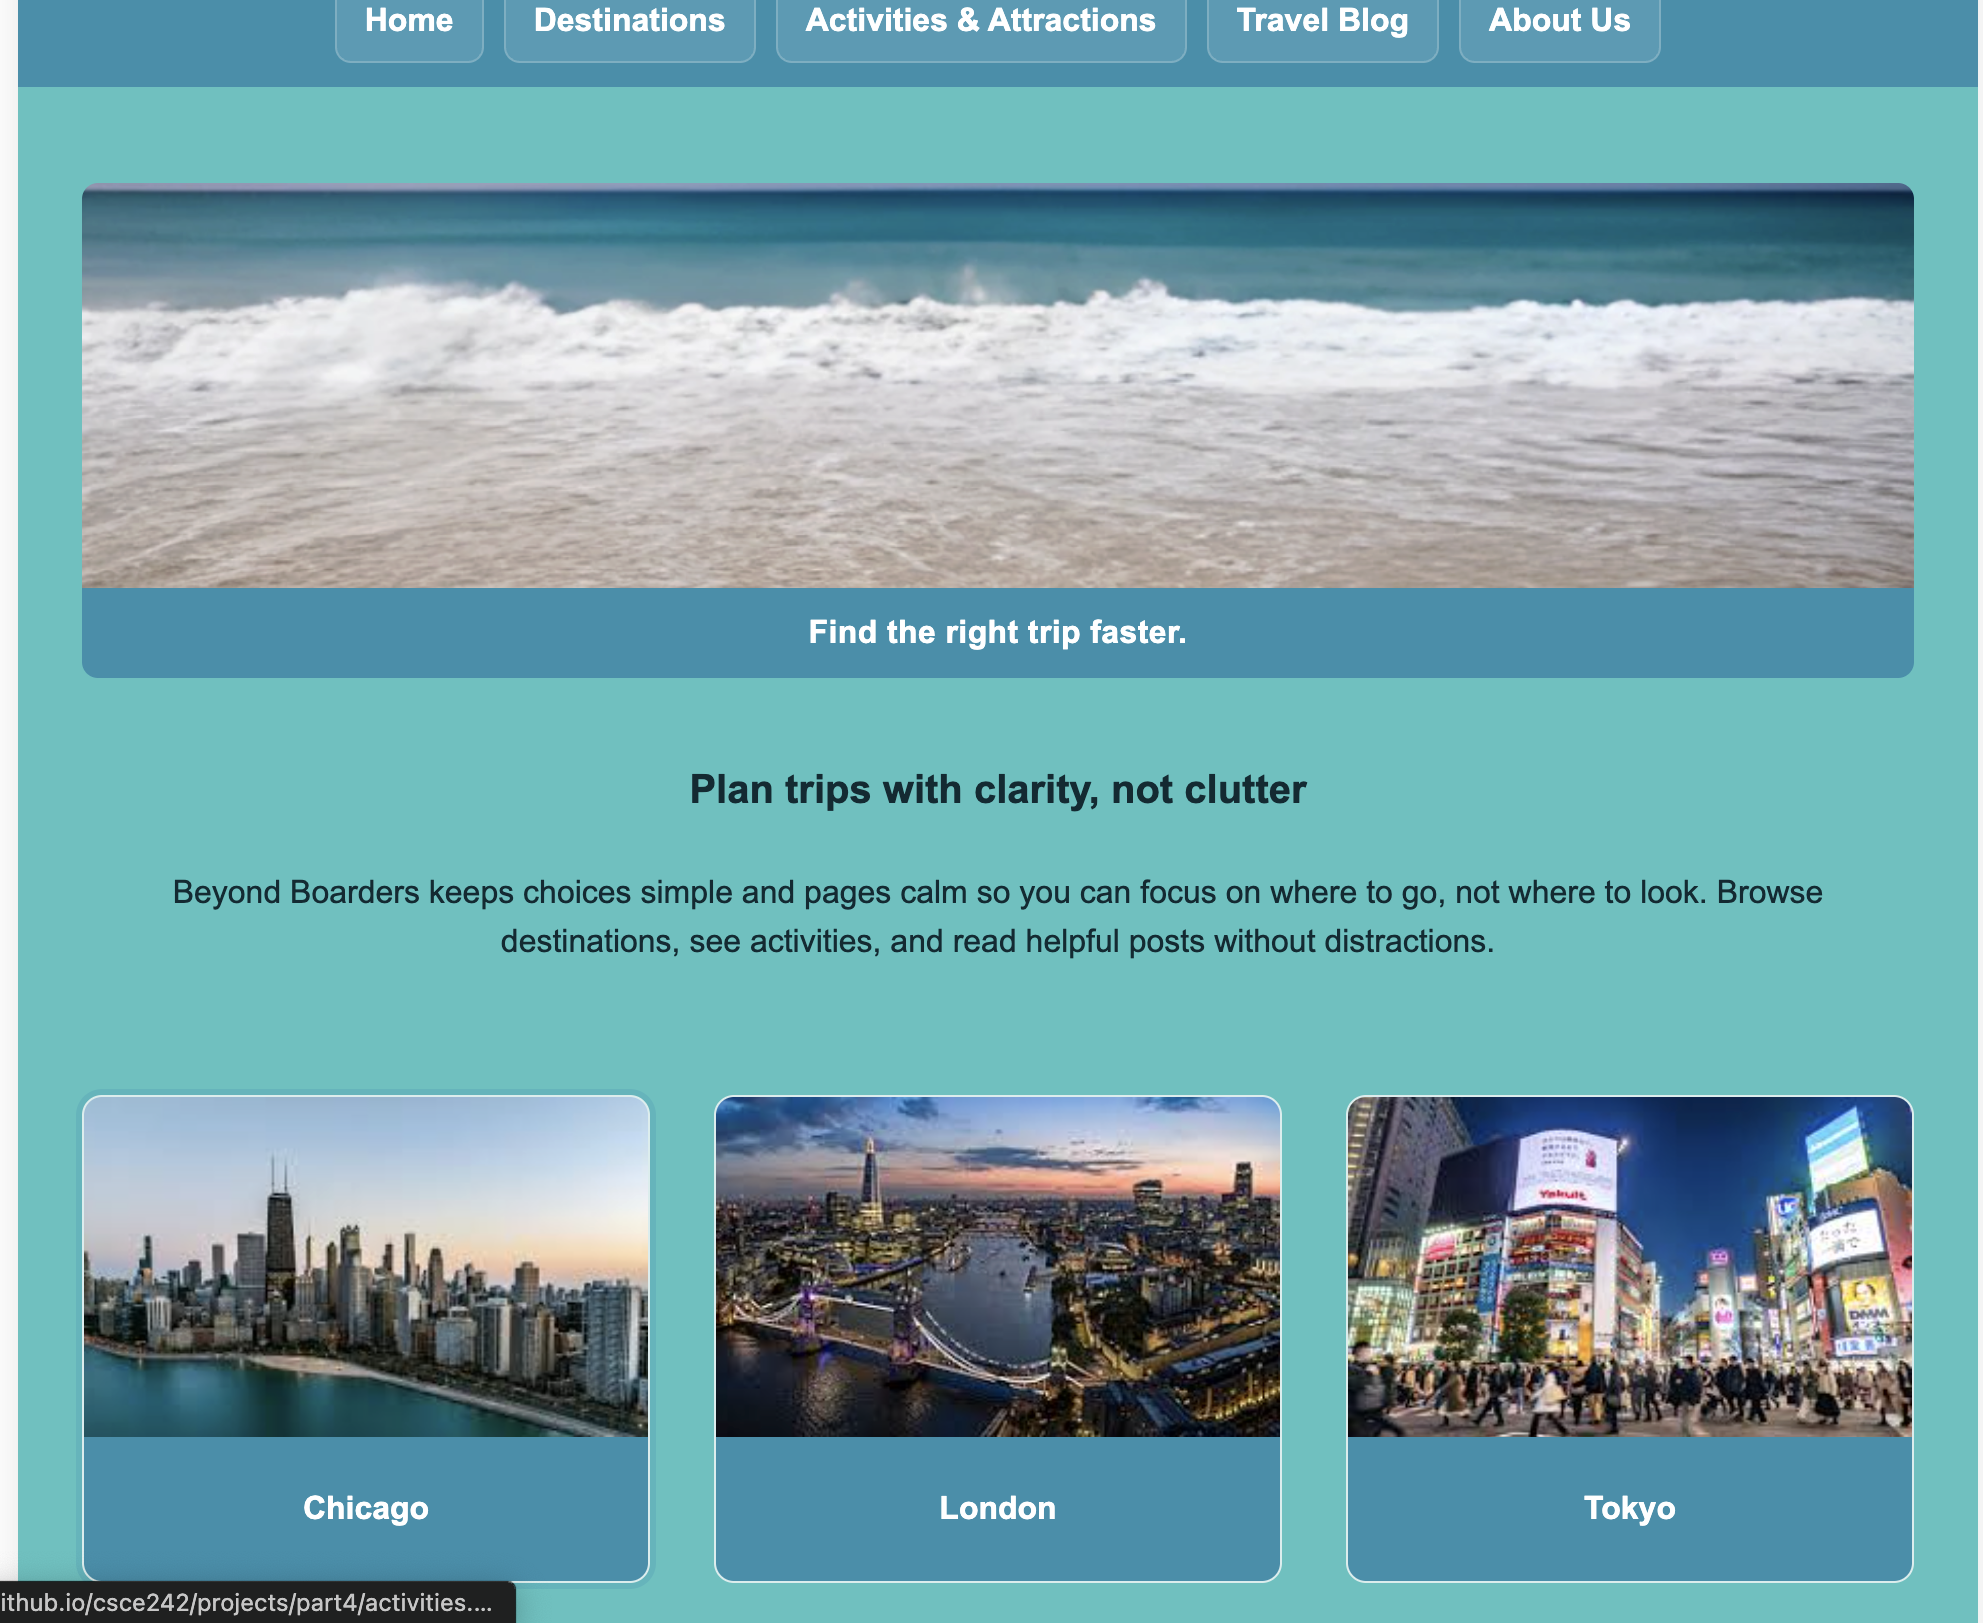 Home Destinations Activities & Attractions Travel Blog About Us
Find the right trip faster.
Plan trips with clarity, not clutter
Beyond Boarders keeps choices simple and pages calm so you can focus on where to go, not where to look. Browse
destinations, see activities, and read helpful posts without distractions.
Yakult
DMM
Chicago
London
Tokyo
ithub.io/csce242/projects/part4/activities....